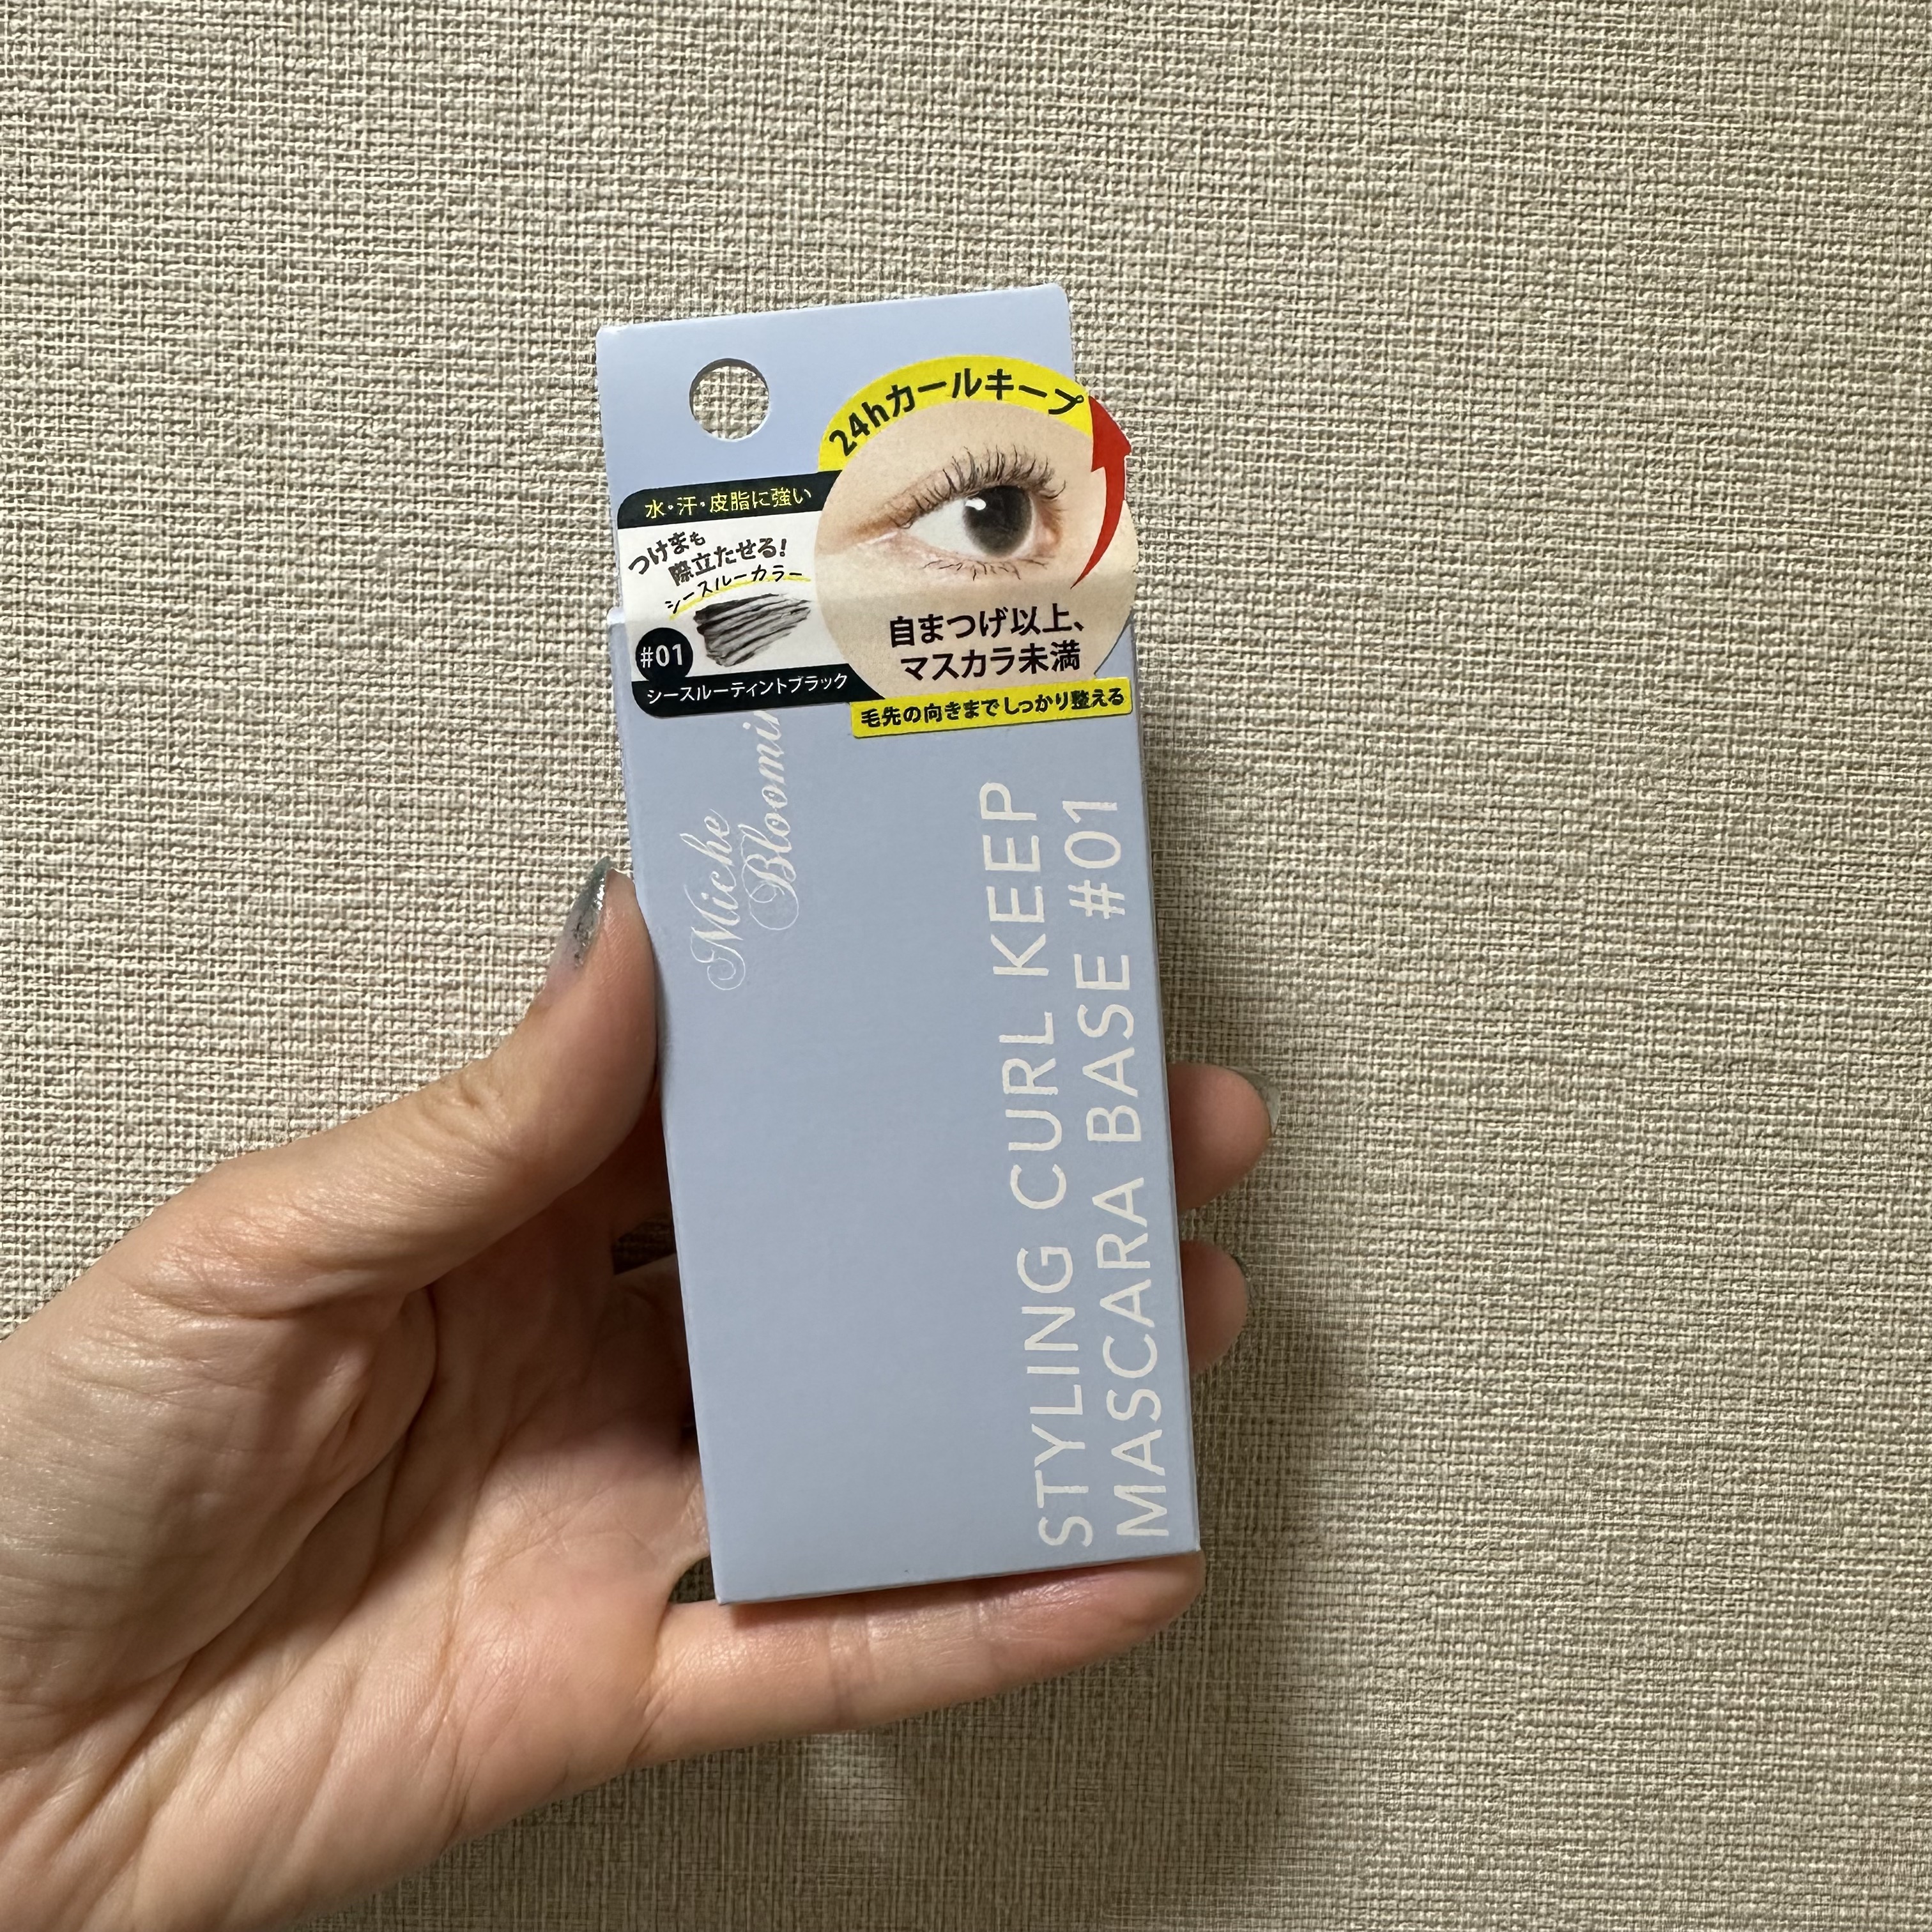 24hカールキープ
水・汗・皮脂に強い
つけまも
際立たせる!
シースルーカラー
#01
シースルーティントブラック
自まつげ以上、
マスカラ未満
毛先の向きまでしっかり整える
Miche
STYLING CURL KEEP
MASCARA BASE #01